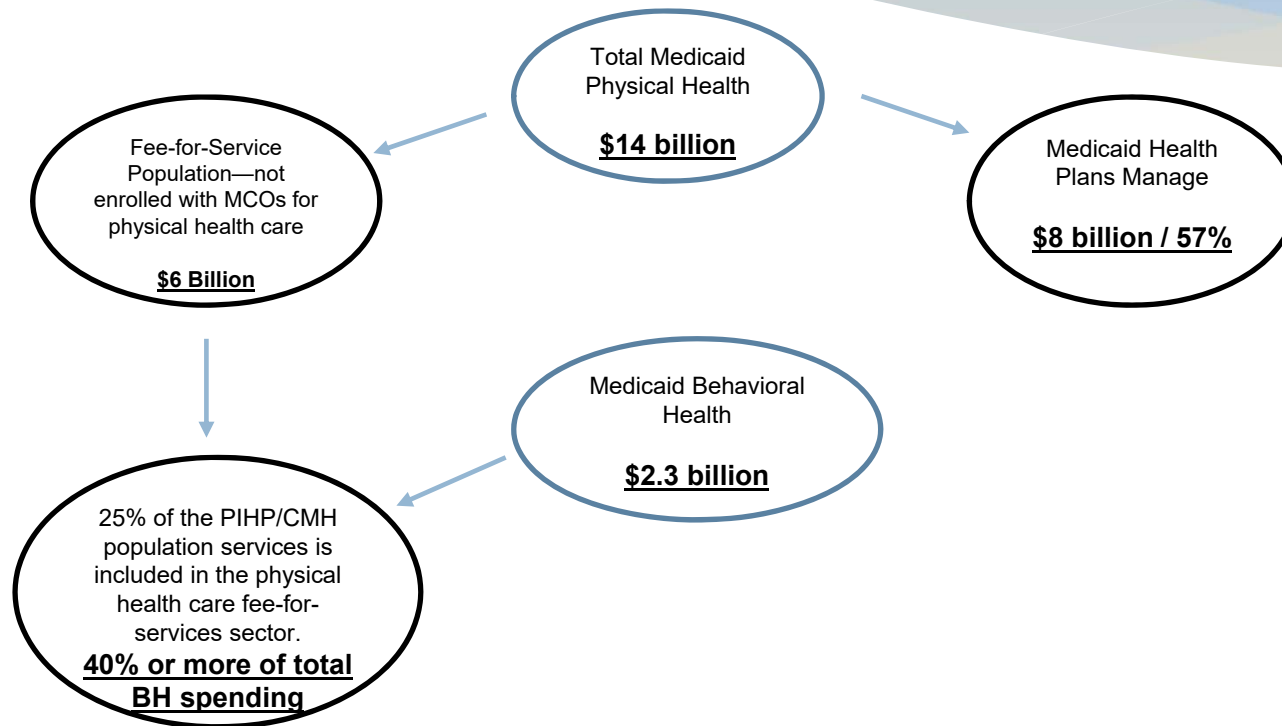 Total Medicaid
Physical Health
$14 billion
Fee-for-Service
Population—not
enrolled with MCOs for
physical health care
$6 Billion
Medicaid Health
Plans Manage
$8 billion / 57%
Medicaid Behavioral
Health
$2.3 billion
25% of the PIHP/CMH
population services is
included in the physical
health care fee-for-
services sector.
40% or more of total
BH spending